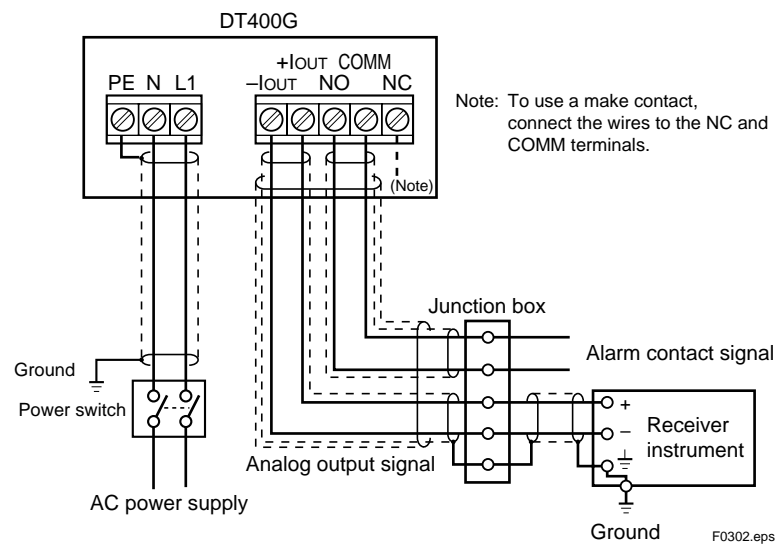 DT400G
+IOUT COMM
PE N L1 –IOUT NO NC
Note: To use a make contact,
connect the wires to the NC and
COMM terminals.
(Note)
Junction box
Alarm contact signal
Ground
Power switch
+
Receiver
–
instrument
Analog output signal
AC power supply
Ground
F0302.eps